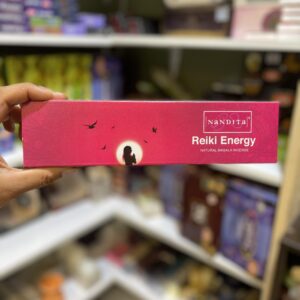 NANDITA
Reiki Energy
NATURAL MASALA INCENSE